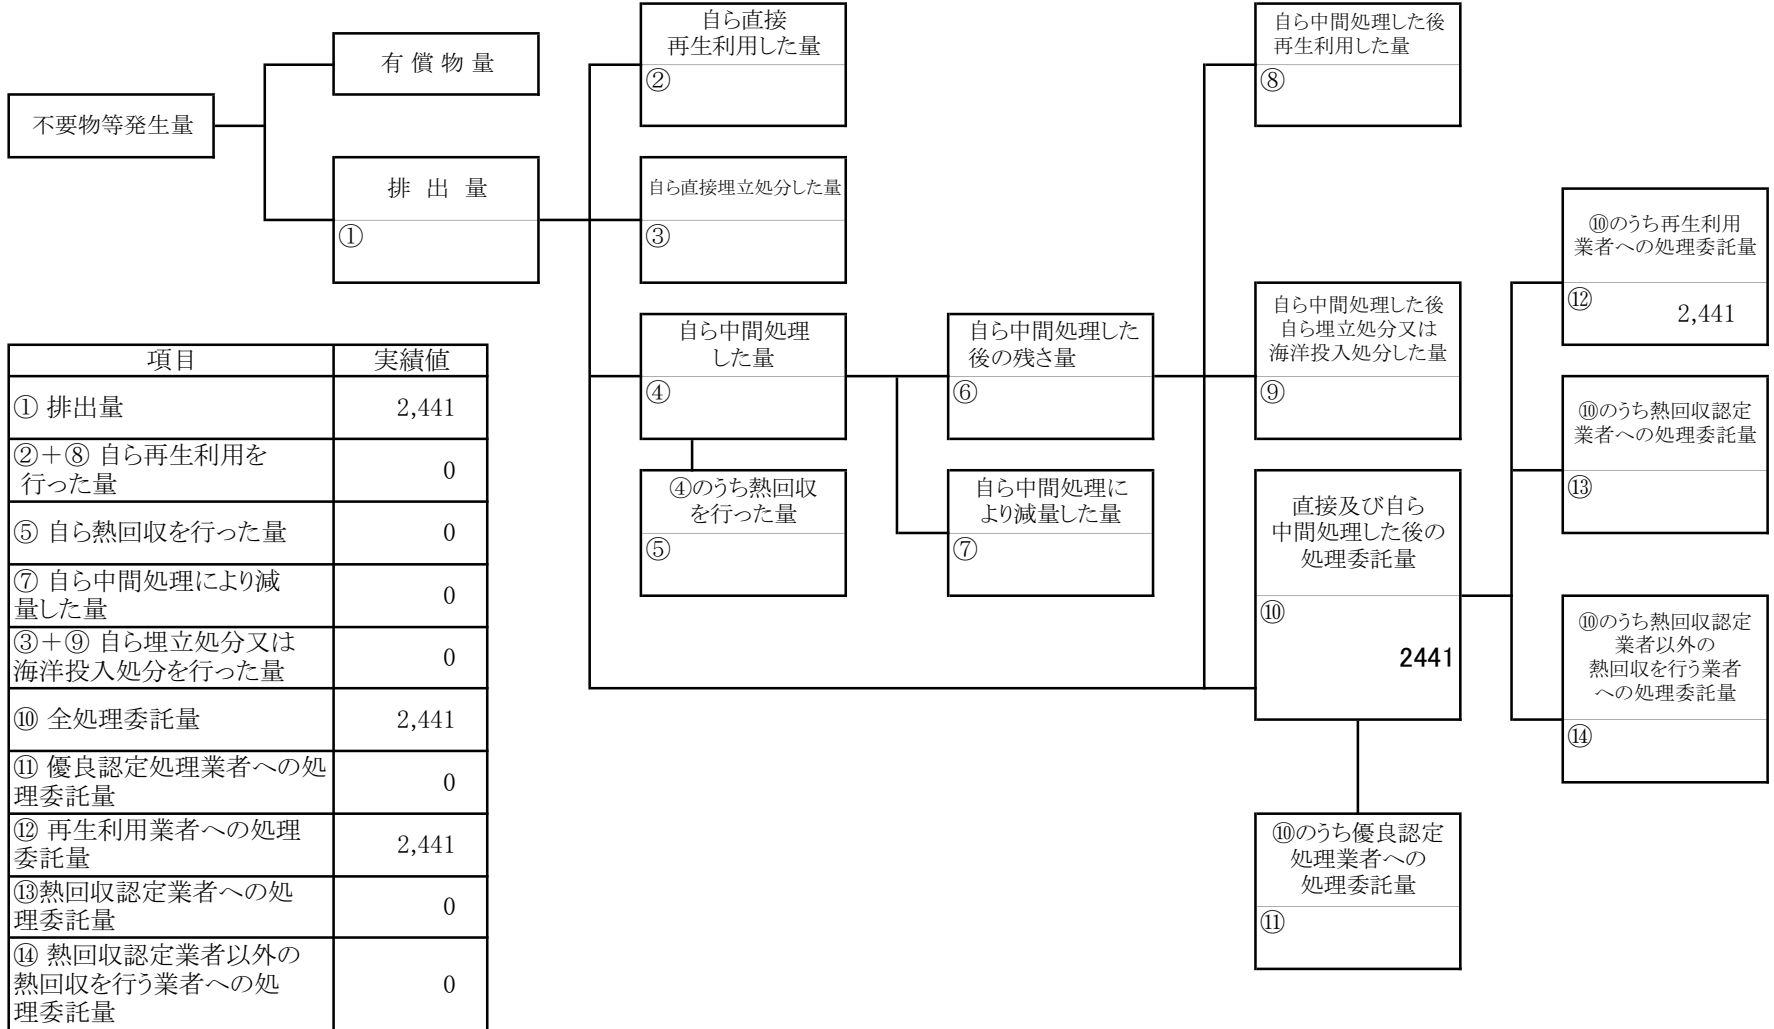 不要物等発生量
有 償 物 量
排 出 量
①
自ら直接
再生利用した量
②
自ら直接埋立処分した量
③
自ら中間処理
した量
④
④のうち熱回収
を行った量
⑤
自ら中間処理した
後の残さ量
⑥
自ら中間処理に
より減量した量
⑦
自ら中間処理した後
再生利用した量
⑧
自ら中間処理した後
自ら埋立処分又は
海洋投入処分した量
⑨
直接及び自ら
中間処理した後の
処理委託量
⑩
2441
⑩のうち優良認定
処理業者への
処理委託量
⑪
⑩のうち再生利用
業者への処理委託量
⑫ 2,441
⑩のうち熱回収認定
業者への処理委託量
⑬
⑩のうち熱回収認定
業者以外の
熱回収を行う業者
への処理委託量
⑭
項目 実績値
① 排出量 2,441
②+⑧ 自ら再生利用を
行った量 0
⑤ 自ら熱回収を行った量 0
⑦ 自ら中間処理により減
量した量 0
③+⑨ 自ら埋立処分又は
海洋投入処分を行った量 0
⑩ 全処理委託量 2,441
⑪ 優良認定処理業者への処
理委託量 0
⑫ 再生利用業者への処理
委託量 2,441
⑬熱回収認定業者への処
理委託量 0
⑭ 熱回収認定業者以外の
熱回収を行う業者への処
理委託量 0